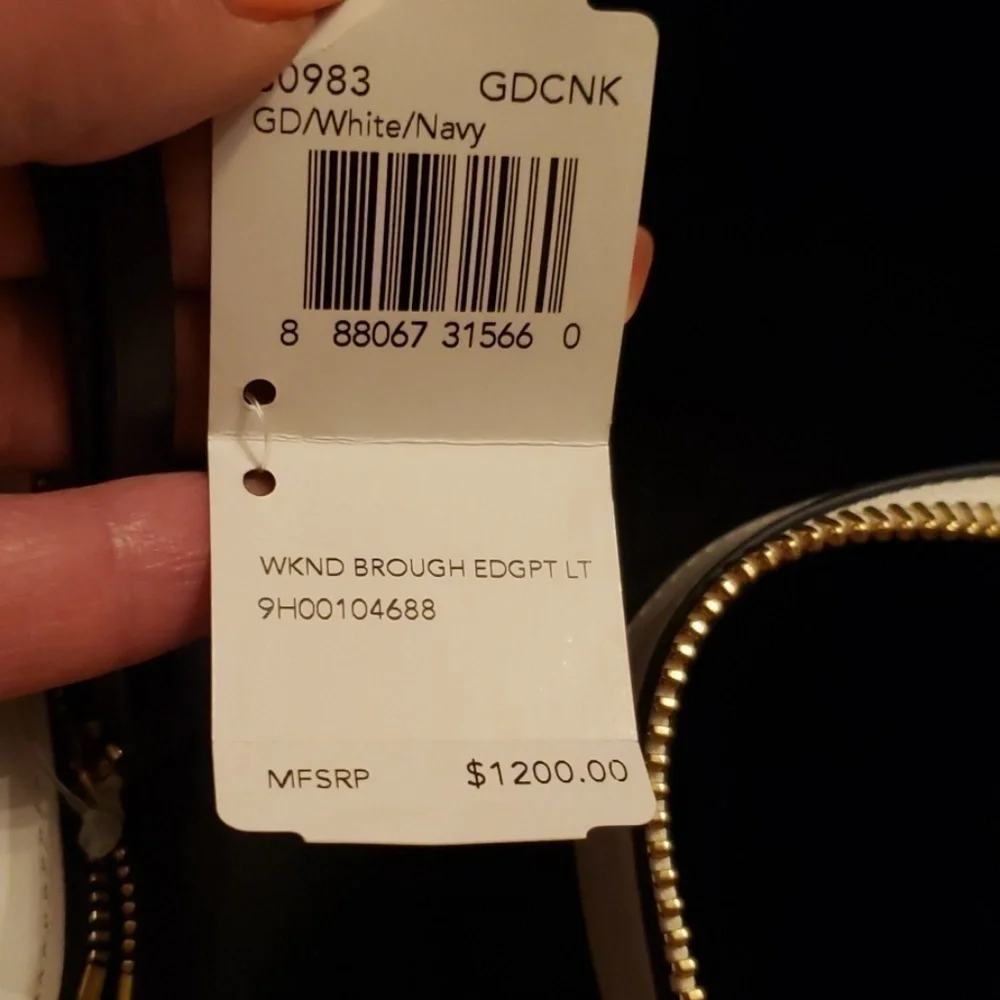 0983 GDCNK
GD/White/Navy
8 88067 31566 0
WKND BROUGH EDGPT LT
9H00104688
MFSRP $1200.00